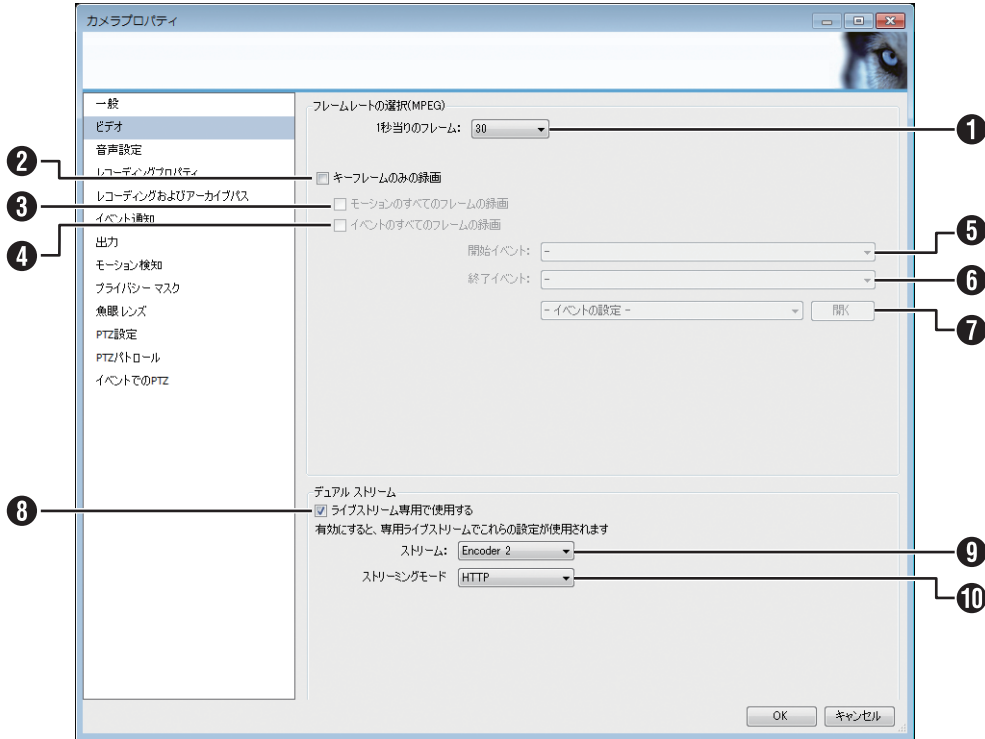 カメラプロパティ
一般
ビデオ
音声設定
レコーディングプロパティ
レコーディングおよびアーカイブパス
イベント通知
出力
モーション検知
プライバシー マスク
魚眼レンズ
PTZ設定
PTZパトロール
イベントでのPTZ
フレームレートの選択(MPEG)
1秒当りのフレーム: 30
キーフレームのみの録画
モーションのすべてのフレームの録画
イベントのすべてのフレームの録画
開始イベント: -
終了イベント: -
- イベントの設定 - 開く
デュアル ストリーム
ライブストリーム専用で使用する
有効にすると、専用ライブストリームでこれらの設定が使用されます
ストリーム: Encoder 2
ストリーミングモード HTTP
OK キャンセル
❶
❷
❸
❹
❺
❻
❼
❽
❾
❿